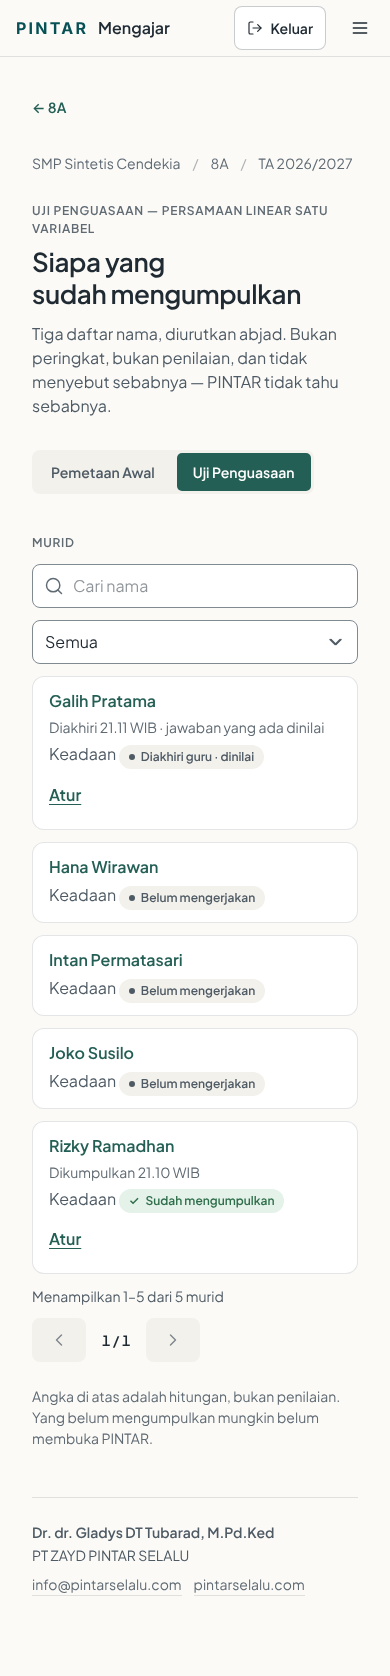 PINTAR Mengajar
Keluar
← 8A
SMP Sintetis Cendekia / 8A / TA 2026/2027
UJI PENGUASAAN — PERSAMAAN LINEAR SATU
VARIABEL
Siapa yang
sudah mengumpulkan
Tiga daftar nama, diurutkan abjad. Bukan
peringkat, bukan penilaian, dan tidak
menyebut sebabnya — PINTAR tidak tahu
sebabnya.
Pemetaan Awal
Uji Penguasaan
MURID
Cari nama
Semua
Galih Pratama
Diakhiri 21.11 WIB · jawaban yang ada dinilai
Keadaan Diakhiri guru · dinilai
Atur
Hana Wirawan
Keadaan Belum mengerjakan
Intan Permatasari
Keadaan Belum mengerjakan
Joko Susilo
Keadaan Belum mengerjakan
Rizky Ramadhan
Dikumpulkan 21.10 WIB
Keadaan ✓ Sudah mengumpulkan
Atur
Menampilkan 1–5 dari 5 murid
1/1
Angka di atas adalah hitungan, bukan penilaian.
Yang belum mengumpulkan mungkin belum
membuka PINTAR.
Dr. dr. Gladys DT Tubarad, M.Pd.Ked
PT ZAYD PINTAR SELALU
info@pintarselalu.com pintarselalu.com